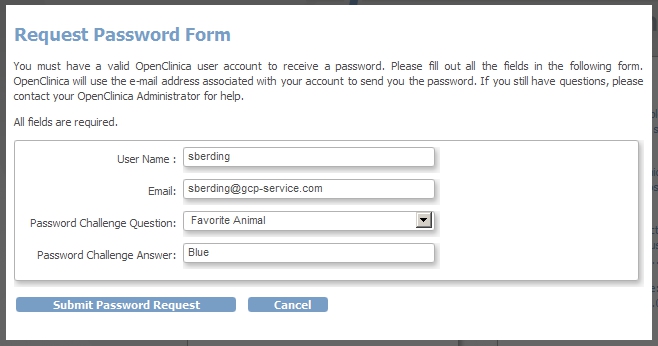 Request Password Form
You must have a valid OpenClinica user account to receive a password. Please fill out all the fields in the following form.
OpenClinica will use the e-mail address associated with your account to send you the password. If you still have questions, please
contact your OpenClinica Administrator for help.
All fields are required.
User Name : sberding
Email: sberding@gcp-service.com
Password Challenge Question: Favorite Animal
Password Challenge Answer: Blue
Submit Password Request Cancel